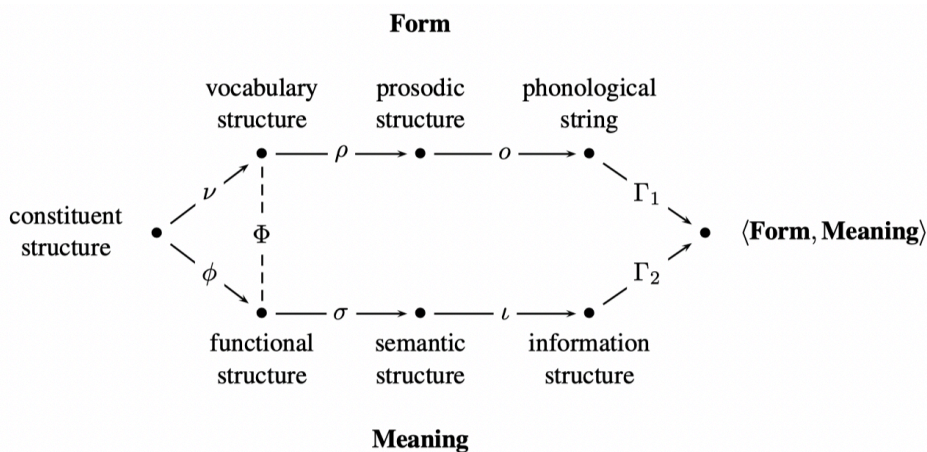 Form
vocabulary prosodic phonological
structure structure string
ρ o
ν Γ1
constituent
structure Φ ⟨Form, Meaning⟩
ϕ Γ2
σ ι
functional semantic information
structure structure structure
Meaning